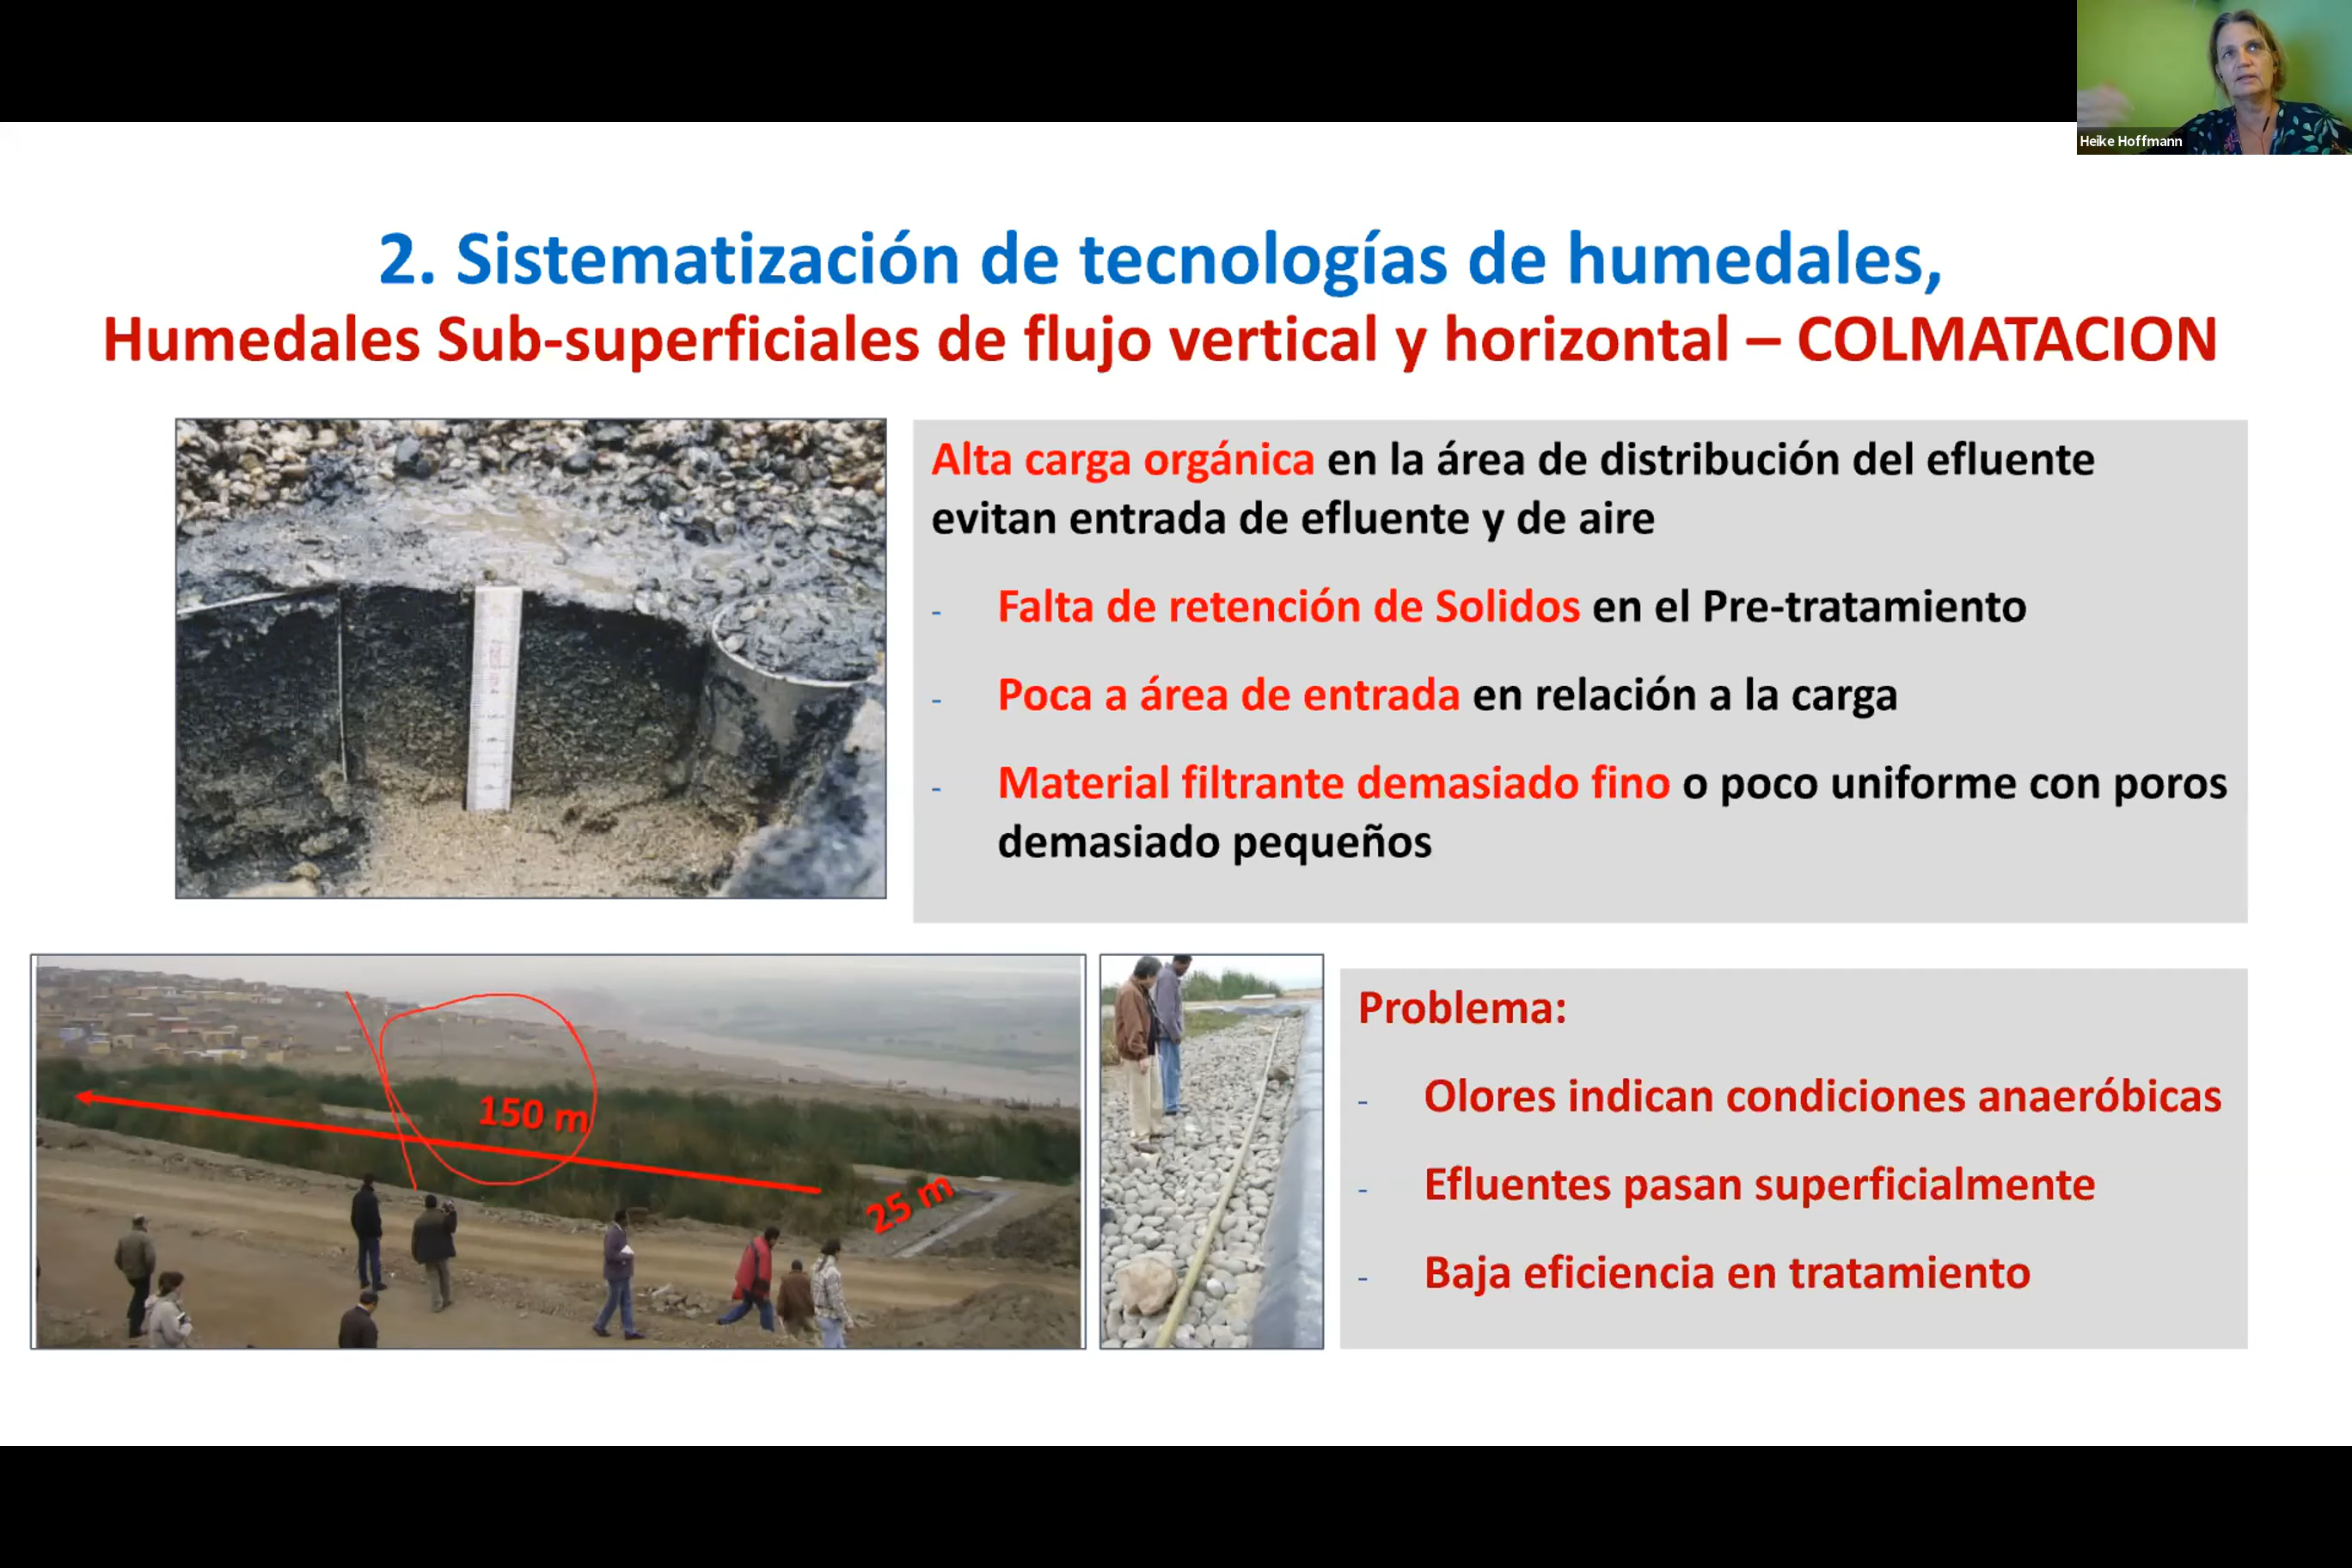 Heike Hoffmann
2. Sistematización de tecnologías de humedales,
Humedales Sub-superficiales de flujo vertical y horizontal – COLMATACION
Alta carga orgánica en la área de distribución del efluente
evitan entrada de efluente y de aire
- Falta de retención de Solidos en el Pre-tratamiento
- Poca a área de entrada en relación a la carga
- Material filtrante demasiado fino o poco uniforme con poros
demasiado pequeños
150 m
25 m
Problema:
- Olores indican condiciones anaeróbicas
- Efluentes pasan superficialmente
- Baja eficiencia en tratamiento